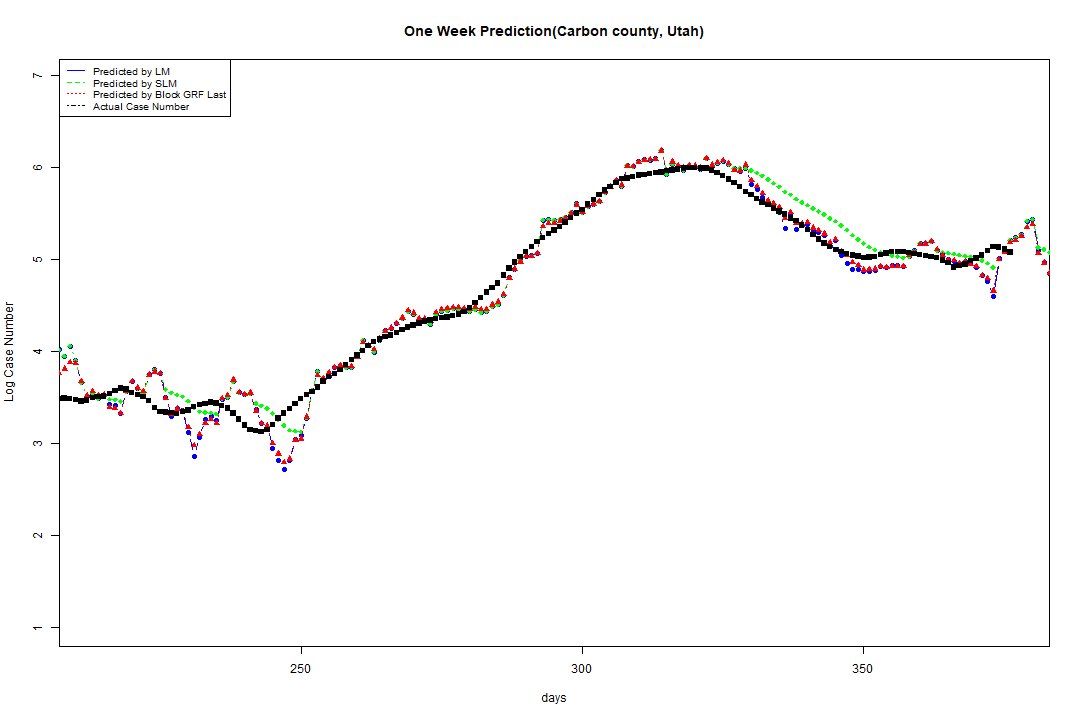 One Week Prediction(Carbon county, Utah)
Predicted by LM
Predicted by SLM
Predicted by Block GRF Last
Actual Case Number
7
6
5
4
3
2
1
Log Case Number
250 300 350
days